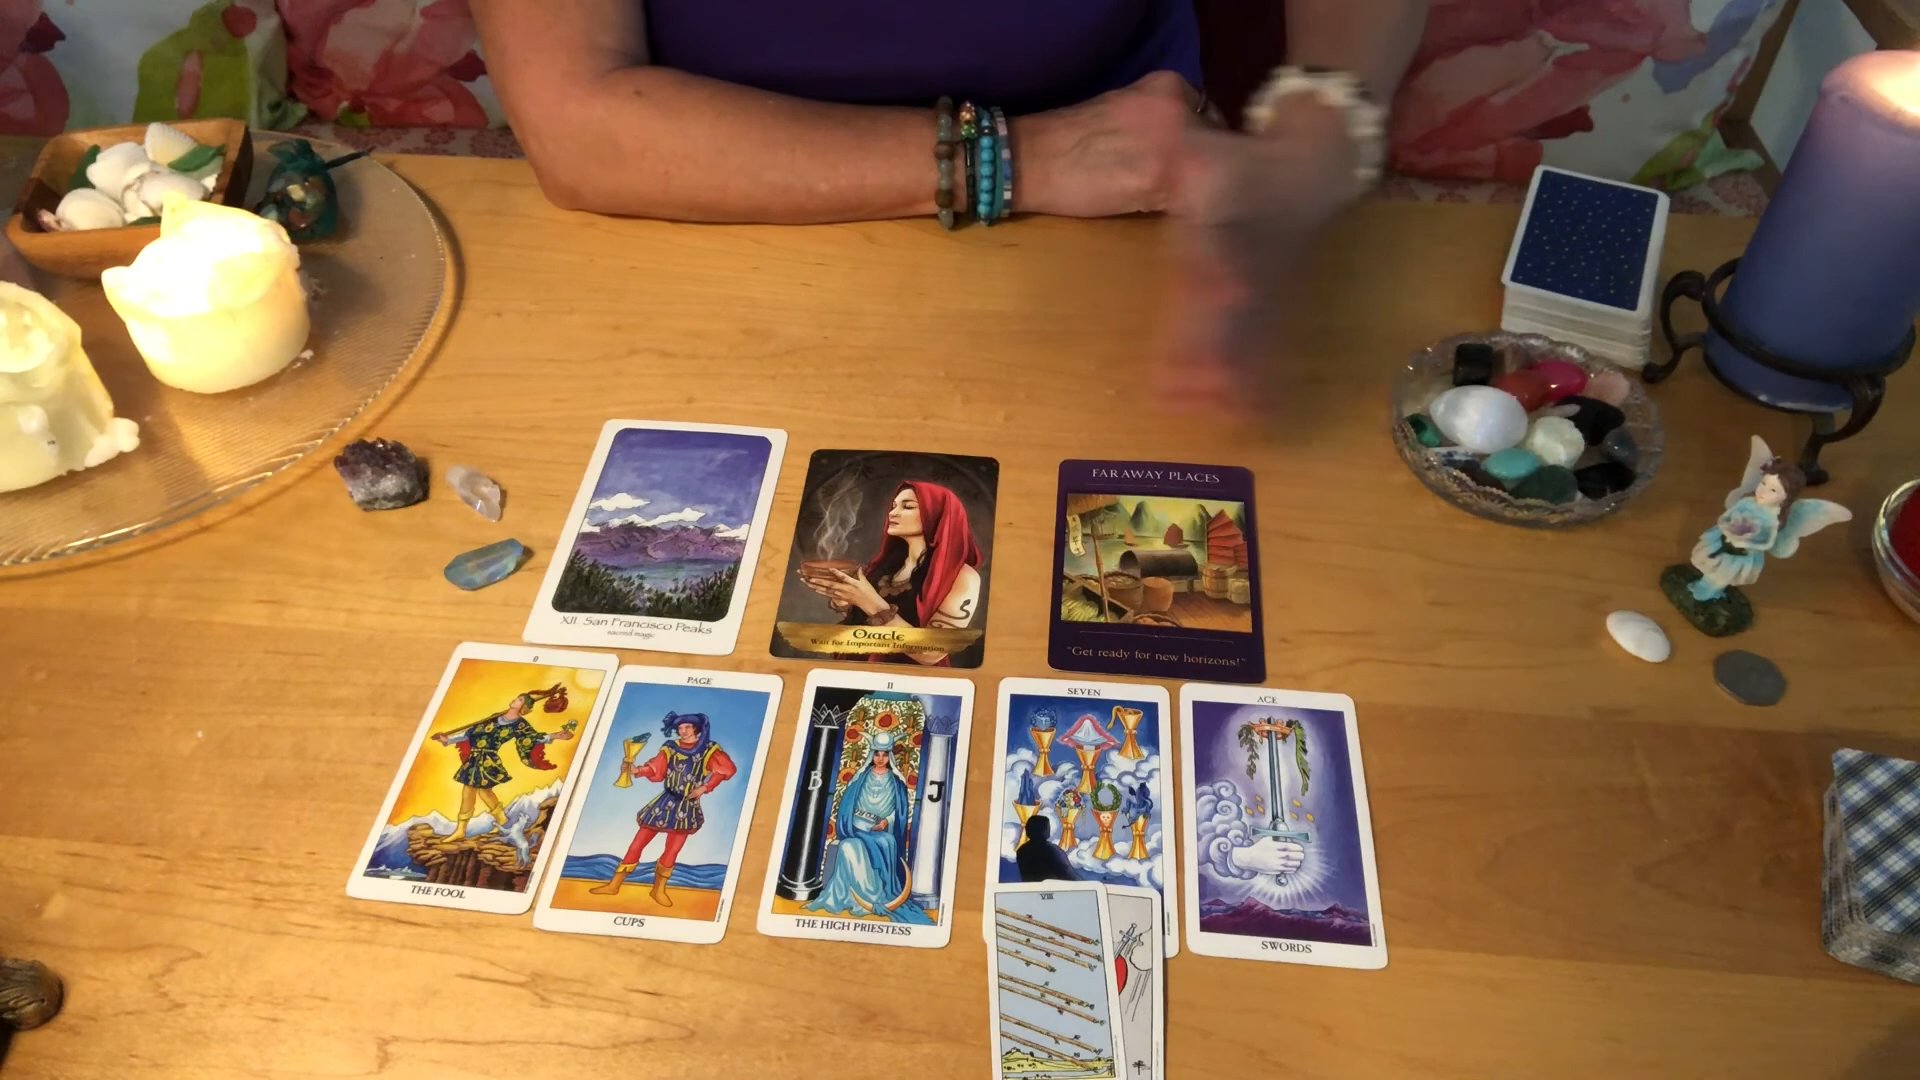 XII. San Francisco Peaks
sacred magic
Oracle
Wait for Important Information
FARAWAY PLACES
"Get ready for new horizons!"
0
THE FOOL
PAGE
CUPS
II
B
J
THE HIGH PRIESTESS
SEVEN
ACE
SWORDS
VIII